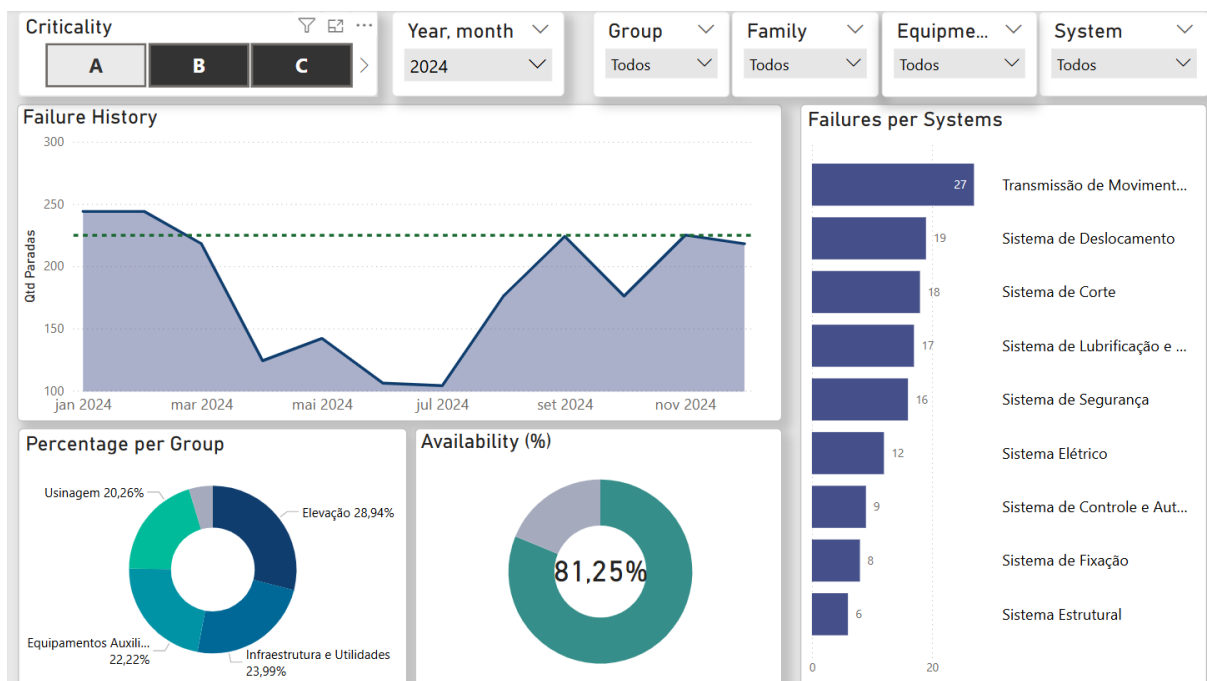 Criticality
A
B
C
Year, month
2024
Group
Todos
Family
Todos
Equipme...
Todos
System
Todos
Failure History
300
250
200
150
100
Qtd Paradas
jan 2024
mar 2024
mai 2024
jul 2024
set 2024
nov 2024
Failures per Systems
27
Transmissão de Moviment...
19
Sistema de Deslocamento
18
Sistema de Corte
17
Sistema de Lubrificação e ...
16
Sistema de Segurança
12
Sistema Elétrico
9
Sistema de Controle e Aut...
8
Sistema de Fixação
6
Sistema Estrutural
0
20
Percentage per Group
Usinagem 20,26%
Elevação 28,94%
Equipamentos Auxili...
22,22%
Infraestrutura e Utilidades
23,99%
Availability (%)
81,25%